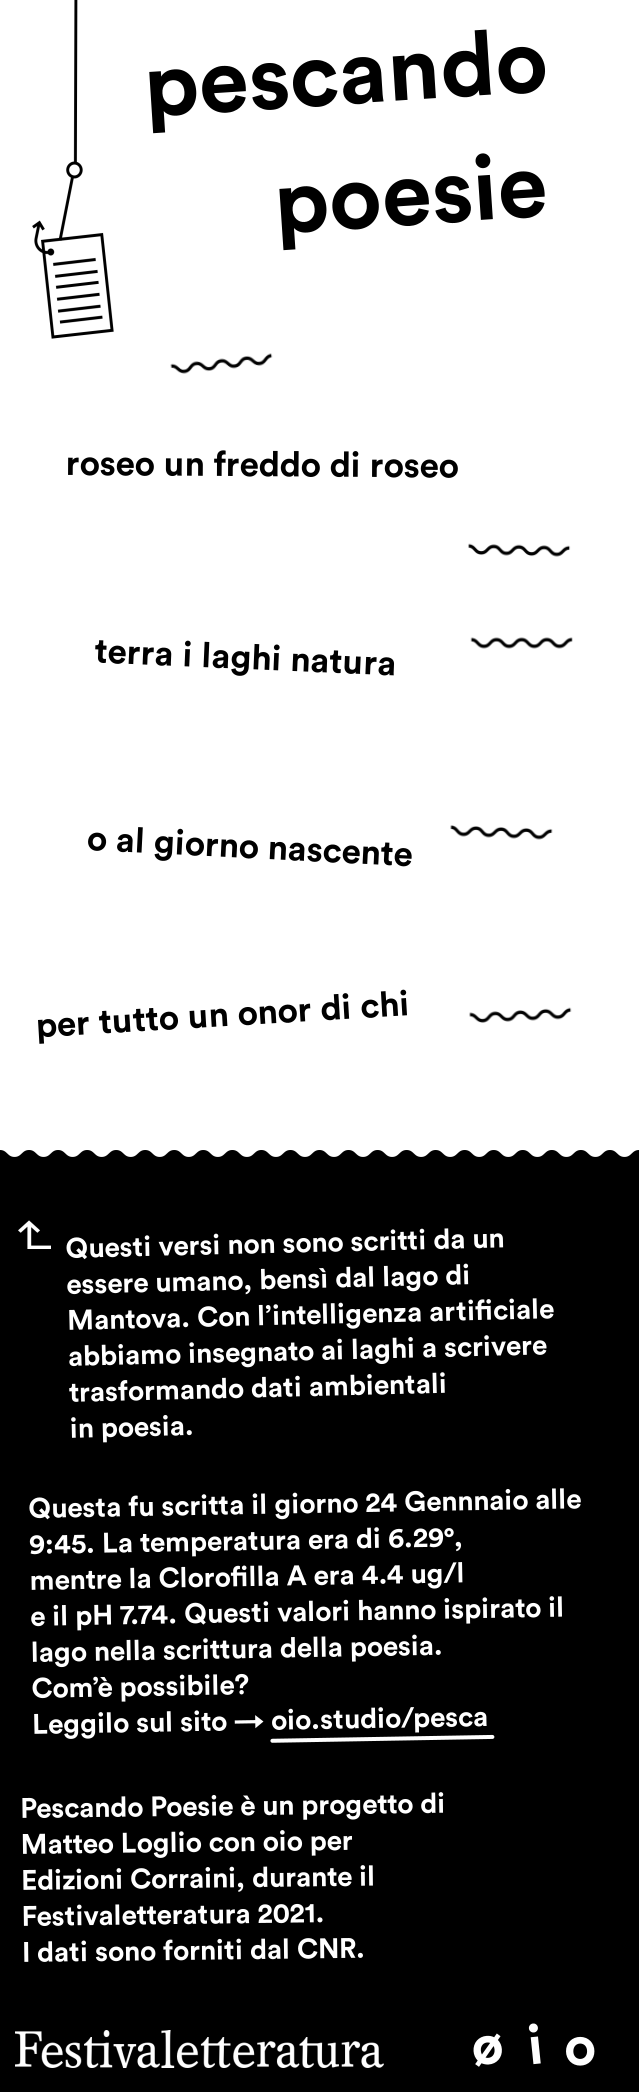 pescando
poesie
roseo un freddo di roseo
terra i laghi natura
o al giorno nascente
per tutto un onor di chi
Questi versi non sono scritti da un
essere umano, bensì dal lago di
Mantova. Con l’intelligenza artificiale
abbiamo insegnato ai laghi a scrivere
trasformando dati ambientali
in poesia.
Questa fu scritta il giorno 24 Gennnaio alle
9:45. La temperatura era di 6.29°,
mentre la Clorofilla A era 4.4 ug/l
e il pH 7.74. Questi valori hanno ispirato il
lago nella scrittura della poesia.
Com’è possibile?
Leggilo sul sito → oio.studio/pesca
Pescando Poesie è un progetto di
Matteo Loglio con oio per
Edizioni Corraini, durante il
Festivaletteratura 2021.
I dati sono forniti dal CNR.
Festivaletteratura øio